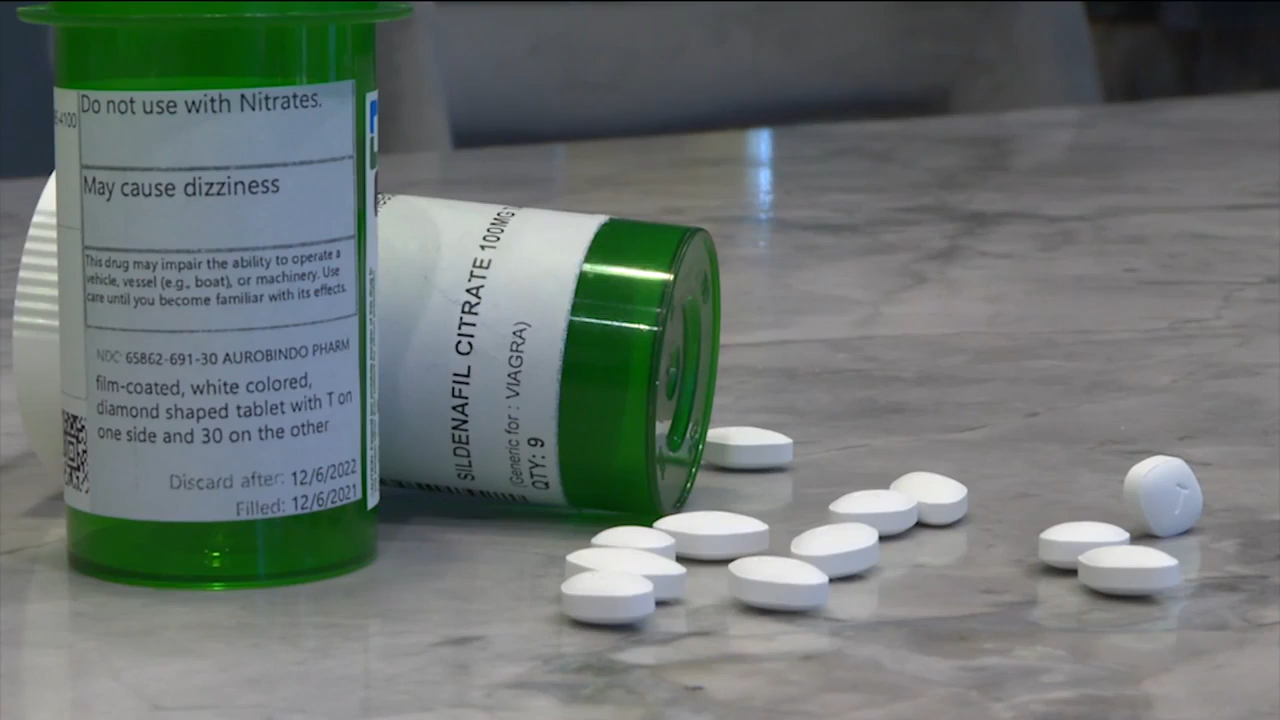 Do not use with Nitrates.
May cause dizziness
This drug may impair the ability to operate a
vehicle, vessel (e.g., boat), or machinery. Use
care until you become familiar with its effects.
NDC: 65862-691-30 AUROBINDO PHARM
film-coated, white colored,
diamond shaped tablet with T on
one side and 30 on the other
Discard after: 12/6/2022
Filled: 12/6/2021
SILDENAFIL CITRATE 100MG
(Generic for: VIAGRA)
QTY: 9